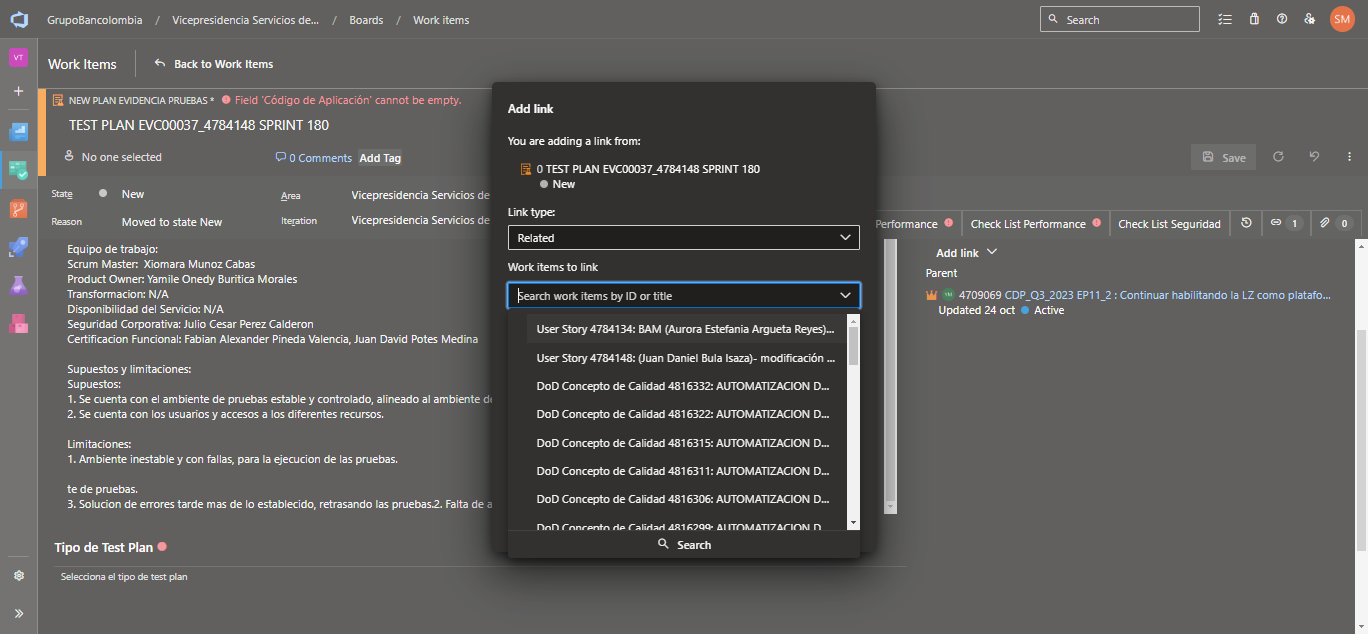 GrupoBancolombia / Vicepresidencia Servicios de... / Boards / Work items
Search
SM
VT
Work Items
Back to Work Items
NEW PLAN EVIDENCIA PRUEBAS * Field 'Código de Aplicación' cannot be empty.
TEST PLAN EVC00037_4784148 SPRINT 180
No one selected
0 Comments
Add Tag
Save
State
New
Area
Vicepresidencia Servicios de
Reason
Moved to state New
Iteration
Vicepresidencia Servicios de
Performance
Check List Performance
Check List Seguridad
1
0
Equipo de trabajo:
Scrum Master: Xiomara Munoz Cabas
Product Owner: Yamile Onedy Buritica Morales
Transformacion: N/A
Disponibilidad del Servicio: N/A
Seguridad Corporativa: Julio Cesar Perez Calderon
Certificacion Funcional: Fabian Alexander Pineda Valencia, Juan David Potes Medina
Supuestos y limitaciones:
Supuestos:
1. Se cuenta con el ambiente de pruebas estable y controlado, alineado al ambiente de
2. Se cuenta con los usuarios y accesos a los diferentes recursos.
Limitaciones:
1. Ambiente inestable y con fallas, para la ejecucion de las pruebas.
te de pruebas.
3. Solucion de errores tarde mas de lo establecido, retrasando las pruebas.2. Falta de a
Tipo de Test Plan
Selecciona el tipo de test plan
Add link
You are adding a link from:
0 TEST PLAN EVC00037_4784148 SPRINT 180
New
Link type:
Related
Work items to link
Search work items by ID or title
User Story 4784134: BAM (Aurora Estefania Argueta Reyes)...
User Story 4784148: (Juan Daniel Bula Isaza)- modificación ...
DoD Concepto de Calidad 4816332: AUTOMATIZACION D...
DoD Concepto de Calidad 4816322: AUTOMATIZACION D...
DoD Concepto de Calidad 4816315: AUTOMATIZACION D...
DoD Concepto de Calidad 4816311: AUTOMATIZACION D...
DoD Concepto de Calidad 4816306: AUTOMATIZACION D...
DoD Concepto de Calidad 4816299: AUTOMATIZACION D...
Search
Add link
Parent
4709069 CDP_Q3_2023 EP11_2 : Continuar habilitando la LZ como platafo...
Updated 24 oct Active